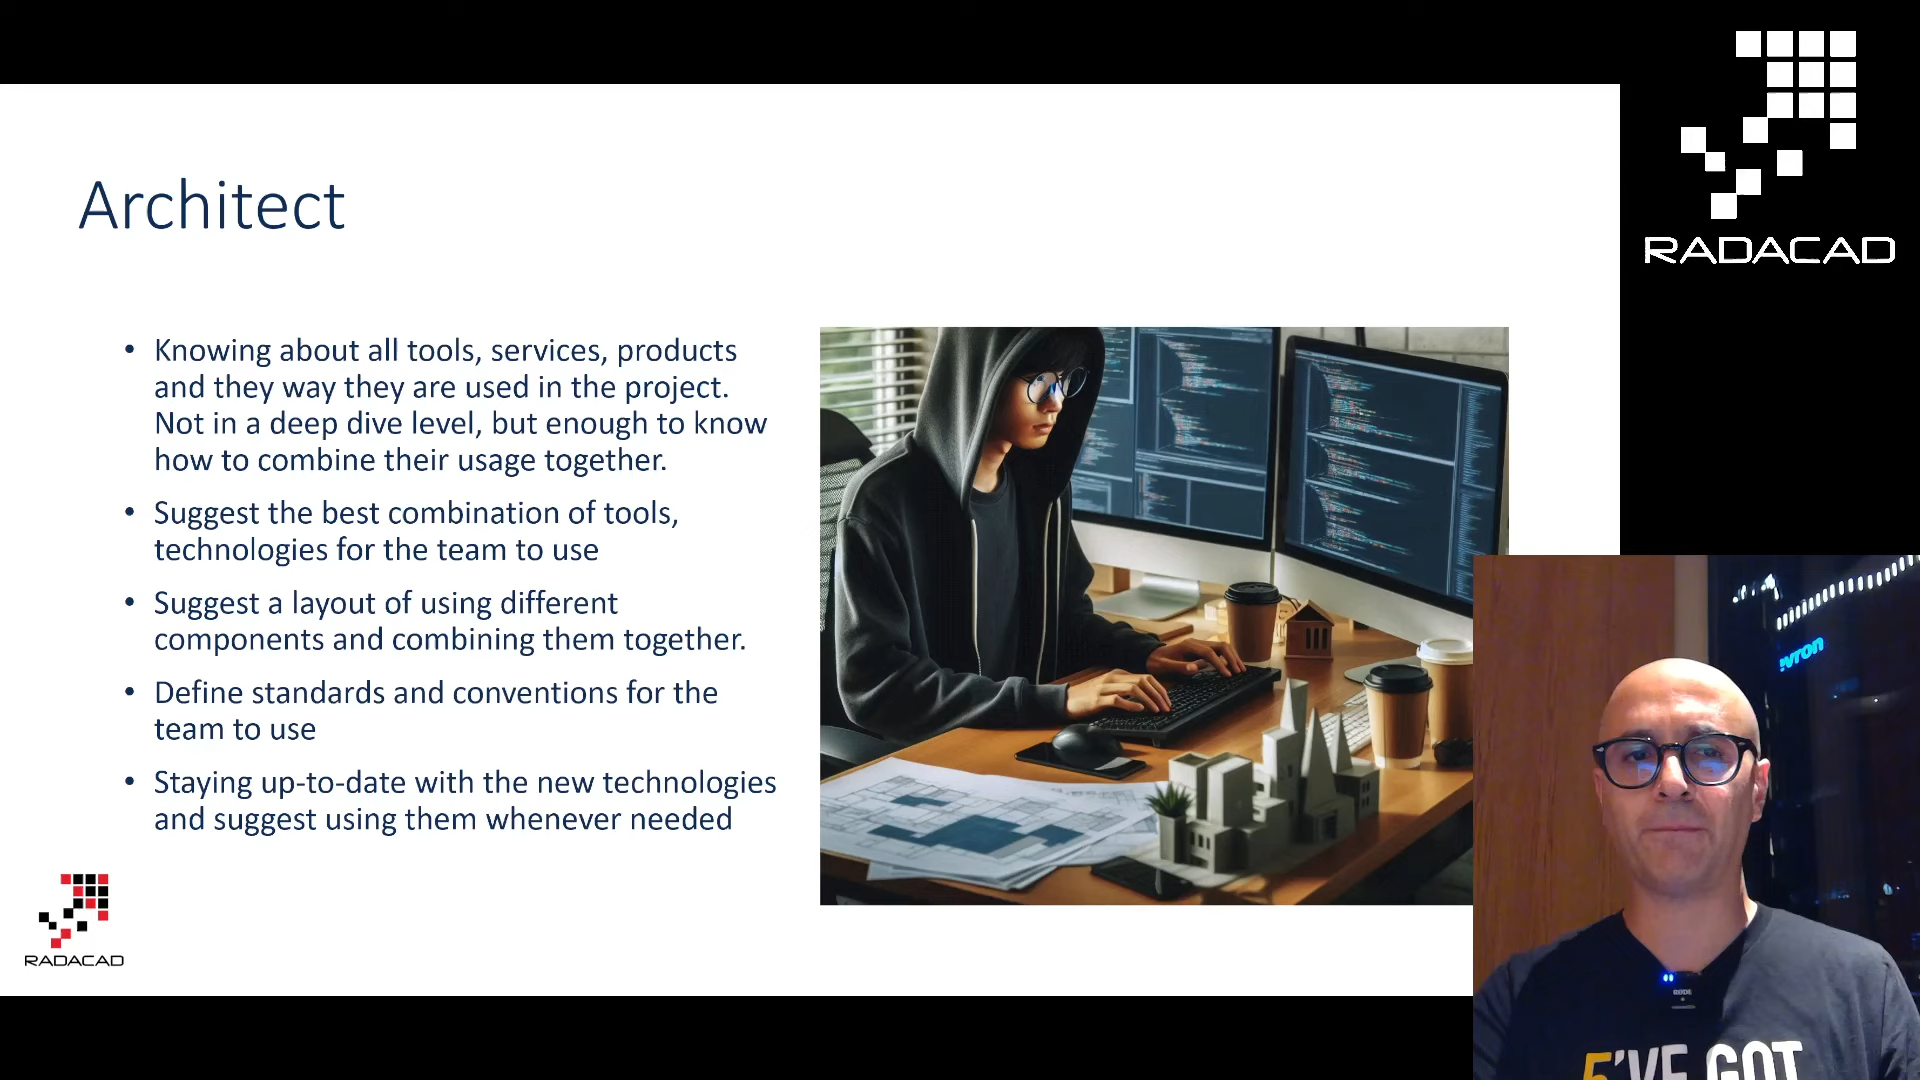 RADACAD
Architect
• Knowing about all tools, services, products
and they way they are used in the project.
Not in a deep dive level, but enough to know
how to combine their usage together.
• Suggest the best combination of tools,
technologies for the team to use
• Suggest a layout of using different
components and combining them together.
• Define standards and conventions for the
team to use
• Staying up-to-date with the new technologies
and suggest using them whenever needed
RADACAD
RØDE
'VE GOT